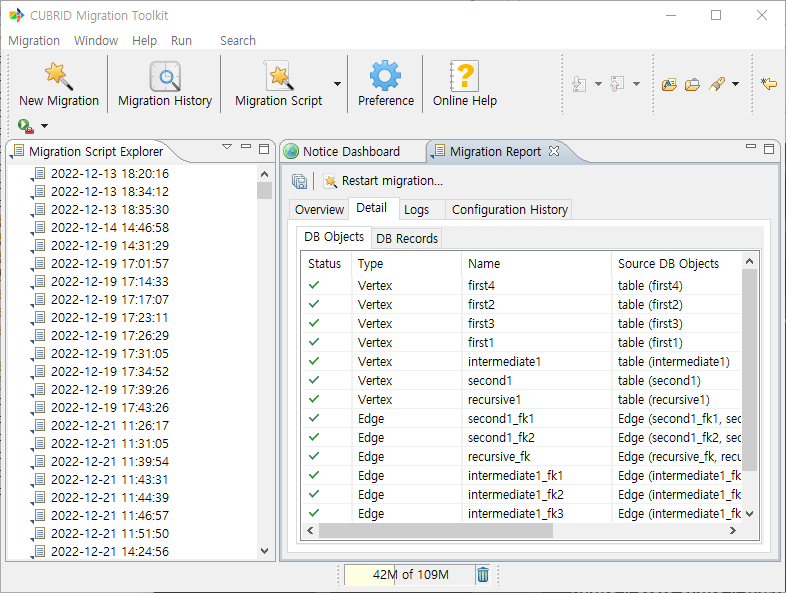 CUBRID Migration Toolkit
Migration Window Help Run Search
New Migration Migration History Migration Script Preference Online Help
Migration Script Explorer
2022-12-13 18:20:16
2022-12-13 18:34:12
2022-12-13 18:35:30
2022-12-14 14:46:58
2022-12-19 14:31:29
2022-12-19 17:01:57
2022-12-19 17:14:33
2022-12-19 17:17:07
2022-12-19 17:23:11
2022-12-19 17:26:29
2022-12-19 17:31:05
2022-12-19 17:34:52
2022-12-19 17:39:26
2022-12-19 17:43:26
2022-12-21 11:26:17
2022-12-21 11:31:05
2022-12-21 11:39:54
2022-12-21 11:43:31
2022-12-21 11:44:39
2022-12-21 11:46:57
2022-12-21 11:51:50
2022-12-21 14:24:56
Notice Dashboard Migration Report
Restart migration...
Overview Detail Logs Configuration History
DB Objects DB Records
Status Type Name Source DB Objects
Vertex first4 table (first4)
Vertex first2 table (first2)
Vertex first3 table (first3)
Vertex first1 table (first1)
Vertex intermediate1 table (intermediate1)
Vertex second1 table (second1)
Vertex recursive1 table (recursive1)
Edge second1_fk1 Edge (second1_fk1, sec
Edge second1_fk2 Edge (second1_fk2, sec
Edge recursive_fk Edge (recursive_fk, recu
Edge intermediate1_fk1 Edge (intermediate1_fk
Edge intermediate1_fk2 Edge (intermediate1_fk
Edge intermediate1_fk3 Edge (intermediate1_fk
42M of 109M